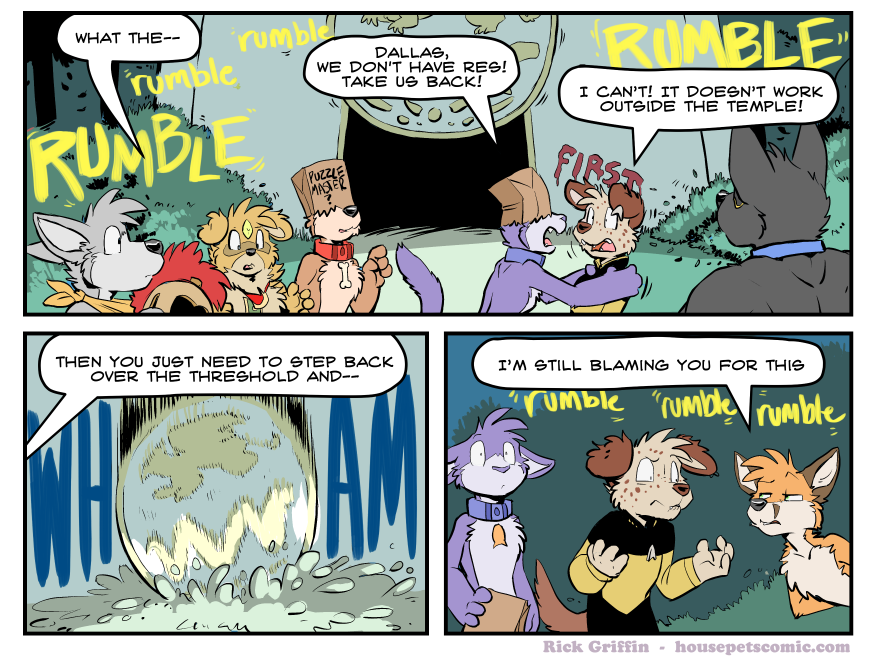 WHAT THE--
rumble
rumble
RUMBLE
DALLAS,
WE DON'T HAVE RES!
TAKE US BACK!
RUMBLE
I CAN'T! IT DOESN'T WORK
OUTSIDE THE TEMPLE!
PUZZLE
MASTER
?
FIRST
THEN YOU JUST NEED TO STEP BACK
OVER THE THRESHOLD AND--
WHAM
I'M STILL BLAMING YOU FOR THIS
rumble
rumble
rumble
Rick Griffin - housepetscomic.com